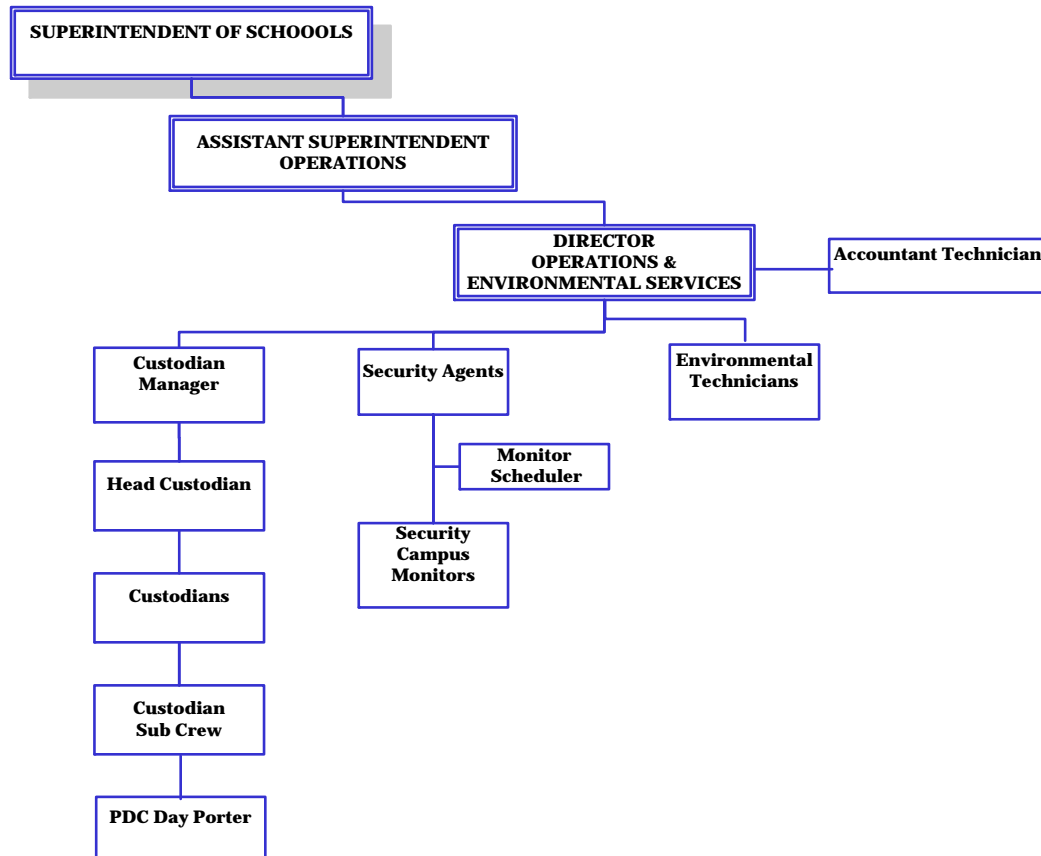 SUPERINTENDENT OF SCHOOOLS
ASSISTANT SUPERINTENDENT
OPERATIONS
DIRECTOR
OPERATIONS &
ENVIRONMENTAL SERVICES
Accountant Technician
Custodian
Manager
Security Agents
Environmental
Technicians
Monitor
Scheduler
Head Custodian
Security
Campus
Monitors
Custodians
Custodian
Sub Crew
PDC Day Porter